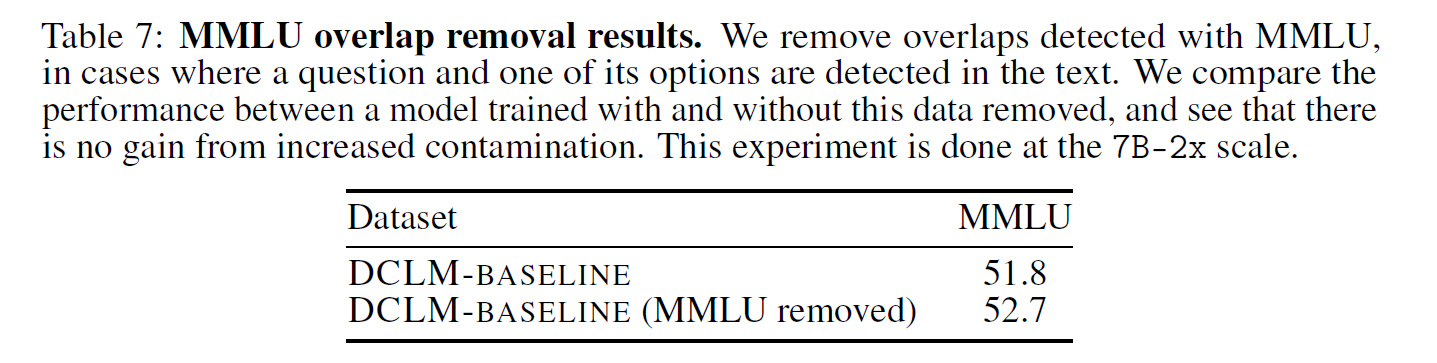 Table 7: MMLU overlap removal results. We remove overlaps detected with MMLU,
in cases where a question and one of its options are detected in the text. We compare the
performance between a model trained with and without this data removed, and see that there
is no gain from increased contamination. This experiment is done at the 7B-2x scale.
Dataset MMLU
DCLM-BASELINE 51.8
DCLM-BASELINE (MMLU removed) 52.7